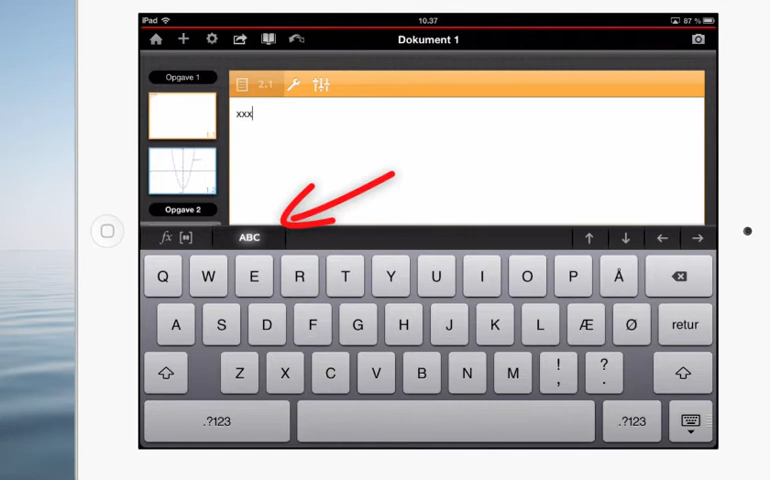 iPad 10.37 87 %
Dokument 1
Opgave 1
2.1
xxx
Opgave 2
fx ABC
Q W E R T Y U I O P Å
A S D F G H J K L Æ Ø retur
Z X C V B N M ! , ? .
.?123 .?123